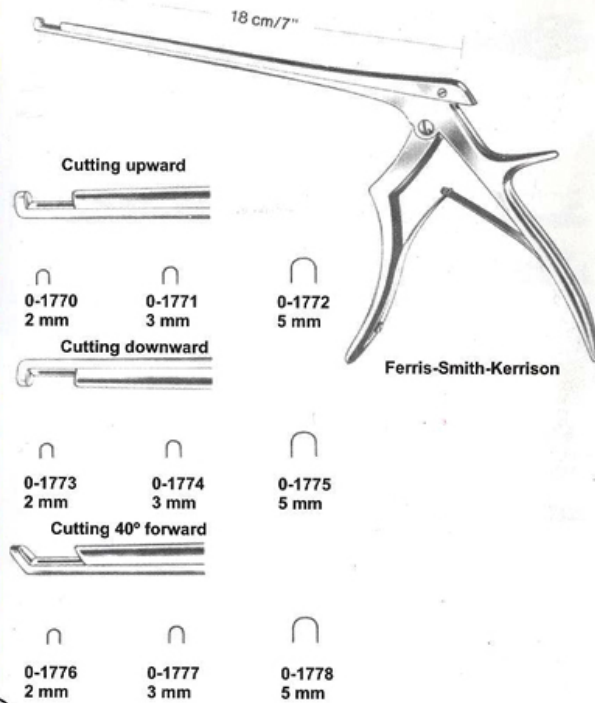 18 cm/7"
Cutting upward
0-1770 0-1771 0-1772
2 mm 3 mm 5 mm
Cutting downward
Ferris-Smith-Kerrison
0-1773 0-1774 0-1775
2 mm 3 mm 5 mm
Cutting 40º forward
0-1776 0-1777 0-1778
2 mm 3 mm 5 mm